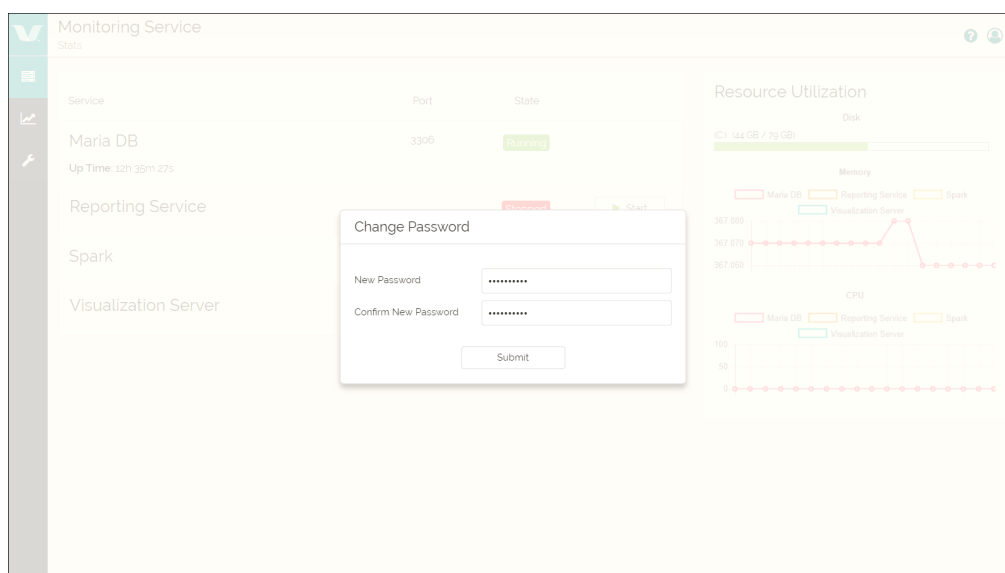 Monitoring Service
Stats
Service Port State
Maria DB 3306 Running
Up Time: 12h 35m 27s
Reporting Service Stopped Start
Spark
Visualization Server
Change Password
New Password ••••••••••
Confirm New Password ••••••••••
Submit
Resource Utilization
Disk
(C:) (44 GB / 79 GB)
Memory
Maria DB Reporting Service Spark
Visualization Server
367 080
367 070
367 060
CPU
Maria DB Reporting Service Spark
Visualization Server
100
50
0